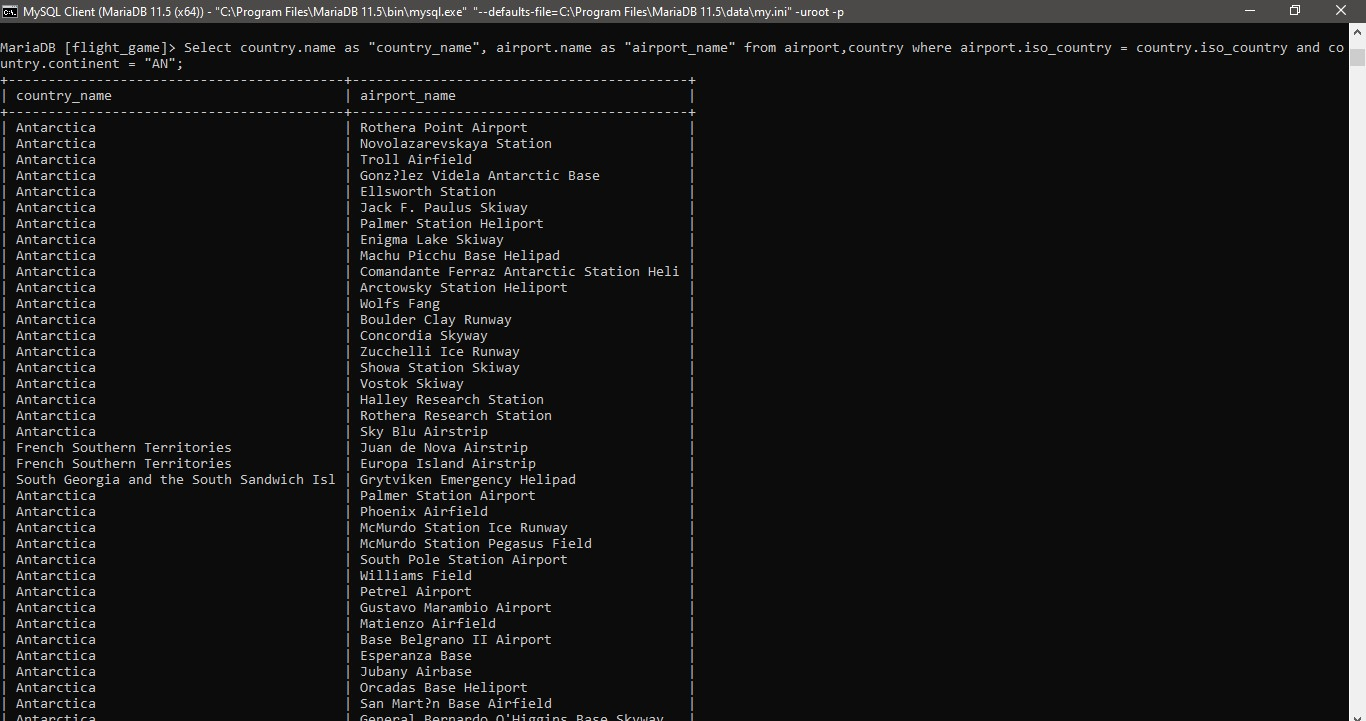 MySQL Client (MariaDB 11.5 (x64)) - "C:\Program Files\MariaDB 11.5\bin\mysql.exe" "--defaults-file=C:\Program Files\MariaDB 11.5\data\my.ini" -uroot -p
MariaDB [flight_game]> Select country.name as "country_name", airport.name as "airport_name" from airport,country where airport.iso_country = country.iso_country and co
untry.continent = "AN";
+------------------------------------------+------------------------------------------+
| country_name | airport_name |
+------------------------------------------+------------------------------------------+
| Antarctica | Rothera Point Airport |
| Antarctica | Novolazarevskaya Station |
| Antarctica | Troll Airfield |
| Antarctica | Gonz?lez Videla Antarctic Base |
| Antarctica | Ellsworth Station |
| Antarctica | Jack F. Paulus Skiway |
| Antarctica | Palmer Station Heliport |
| Antarctica | Enigma Lake Skiway |
| Antarctica | Machu Picchu Base Helipad |
| Antarctica | Comandante Ferraz Antarctic Station Heli |
| Antarctica | Arctowsky Station Heliport |
| Antarctica | Wolfs Fang |
| Antarctica | Boulder Clay Runway |
| Antarctica | Concordia Skyway |
| Antarctica | Zucchelli Ice Runway |
| Antarctica | Showa Station Skiway |
| Antarctica | Vostok Skiway |
| Antarctica | Halley Research Station |
| Antarctica | Rothera Research Station |
| Antarctica | Sky Blu Airstrip |
| French Southern Territories | Juan de Nova Airstrip |
| French Southern Territories | Europa Island Airstrip |
| South Georgia and the South Sandwich Isl | Grytviken Emergency Helipad |
| Antarctica | Palmer Station Airport |
| Antarctica | Phoenix Airfield |
| Antarctica | McMurdo Station Ice Runway |
| Antarctica | McMurdo Station Pegasus Field |
| Antarctica | South Pole Station Airport |
| Antarctica | Williams Field |
| Antarctica | Petrel Airport |
| Antarctica | Gustavo Marambio Airport |
| Antarctica | Matienzo Airfield |
| Antarctica | Base Belgrano II Airport |
| Antarctica | Esperanza Base |
| Antarctica | Jubany Airbase |
| Antarctica | Orcadas Base Heliport |
| Antarctica | San Mart?n Base Airfield |
| Antarctica | General Bernardo O'Higgins Base Skyway |